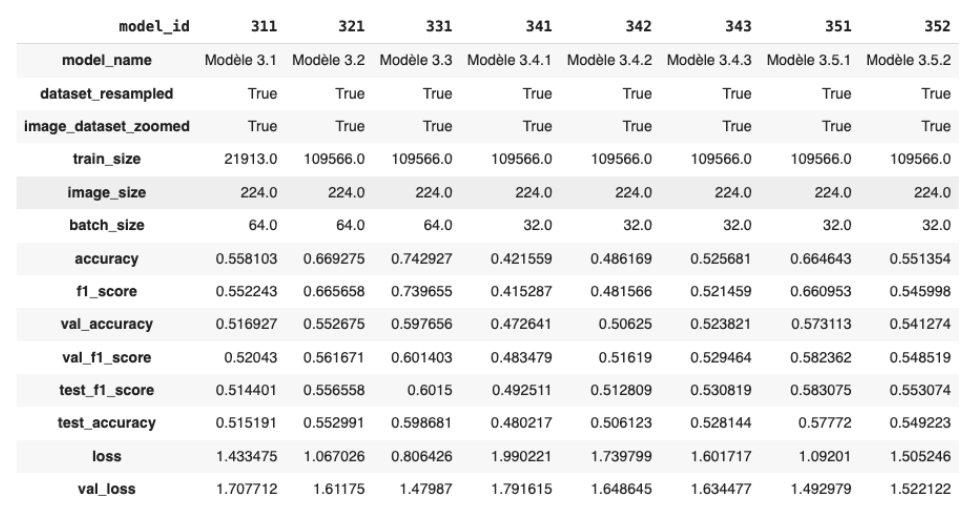 model_id 311 321 331 341 342 343 351 352
model_name Modèle 3.1 Modèle 3.2 Modèle 3.3 Modèle 3.4.1 Modèle 3.4.2 Modèle 3.4.3 Modèle 3.5.1 Modèle 3.5.2
dataset_resampled True True True True True True True True
image_dataset_zoomed True True True True True True True True
train_size 21913.0 109566.0 109566.0 109566.0 109566.0 109566.0 109566.0 109566.0
image_size 224.0 224.0 224.0 224.0 224.0 224.0 224.0 224.0
batch_size 64.0 64.0 64.0 32.0 32.0 32.0 32.0 32.0
accuracy 0.558103 0.669275 0.742927 0.421559 0.486169 0.525681 0.664643 0.551354
f1_score 0.552243 0.665658 0.739655 0.415287 0.481566 0.521459 0.660953 0.545998
val_accuracy 0.516927 0.552675 0.597656 0.472641 0.50625 0.523821 0.573113 0.541274
val_f1_score 0.52043 0.561671 0.601403 0.483479 0.51619 0.529464 0.582362 0.548519
test_f1_score 0.514401 0.556558 0.6015 0.492511 0.512809 0.530819 0.583075 0.553074
test_accuracy 0.515191 0.552991 0.598681 0.480217 0.506123 0.528144 0.57772 0.549223
loss 1.433475 1.067026 0.806426 1.990221 1.739799 1.601717 1.09201 1.505246
val_loss 1.707712 1.61175 1.47987 1.791615 1.648645 1.634477 1.492979 1.522122